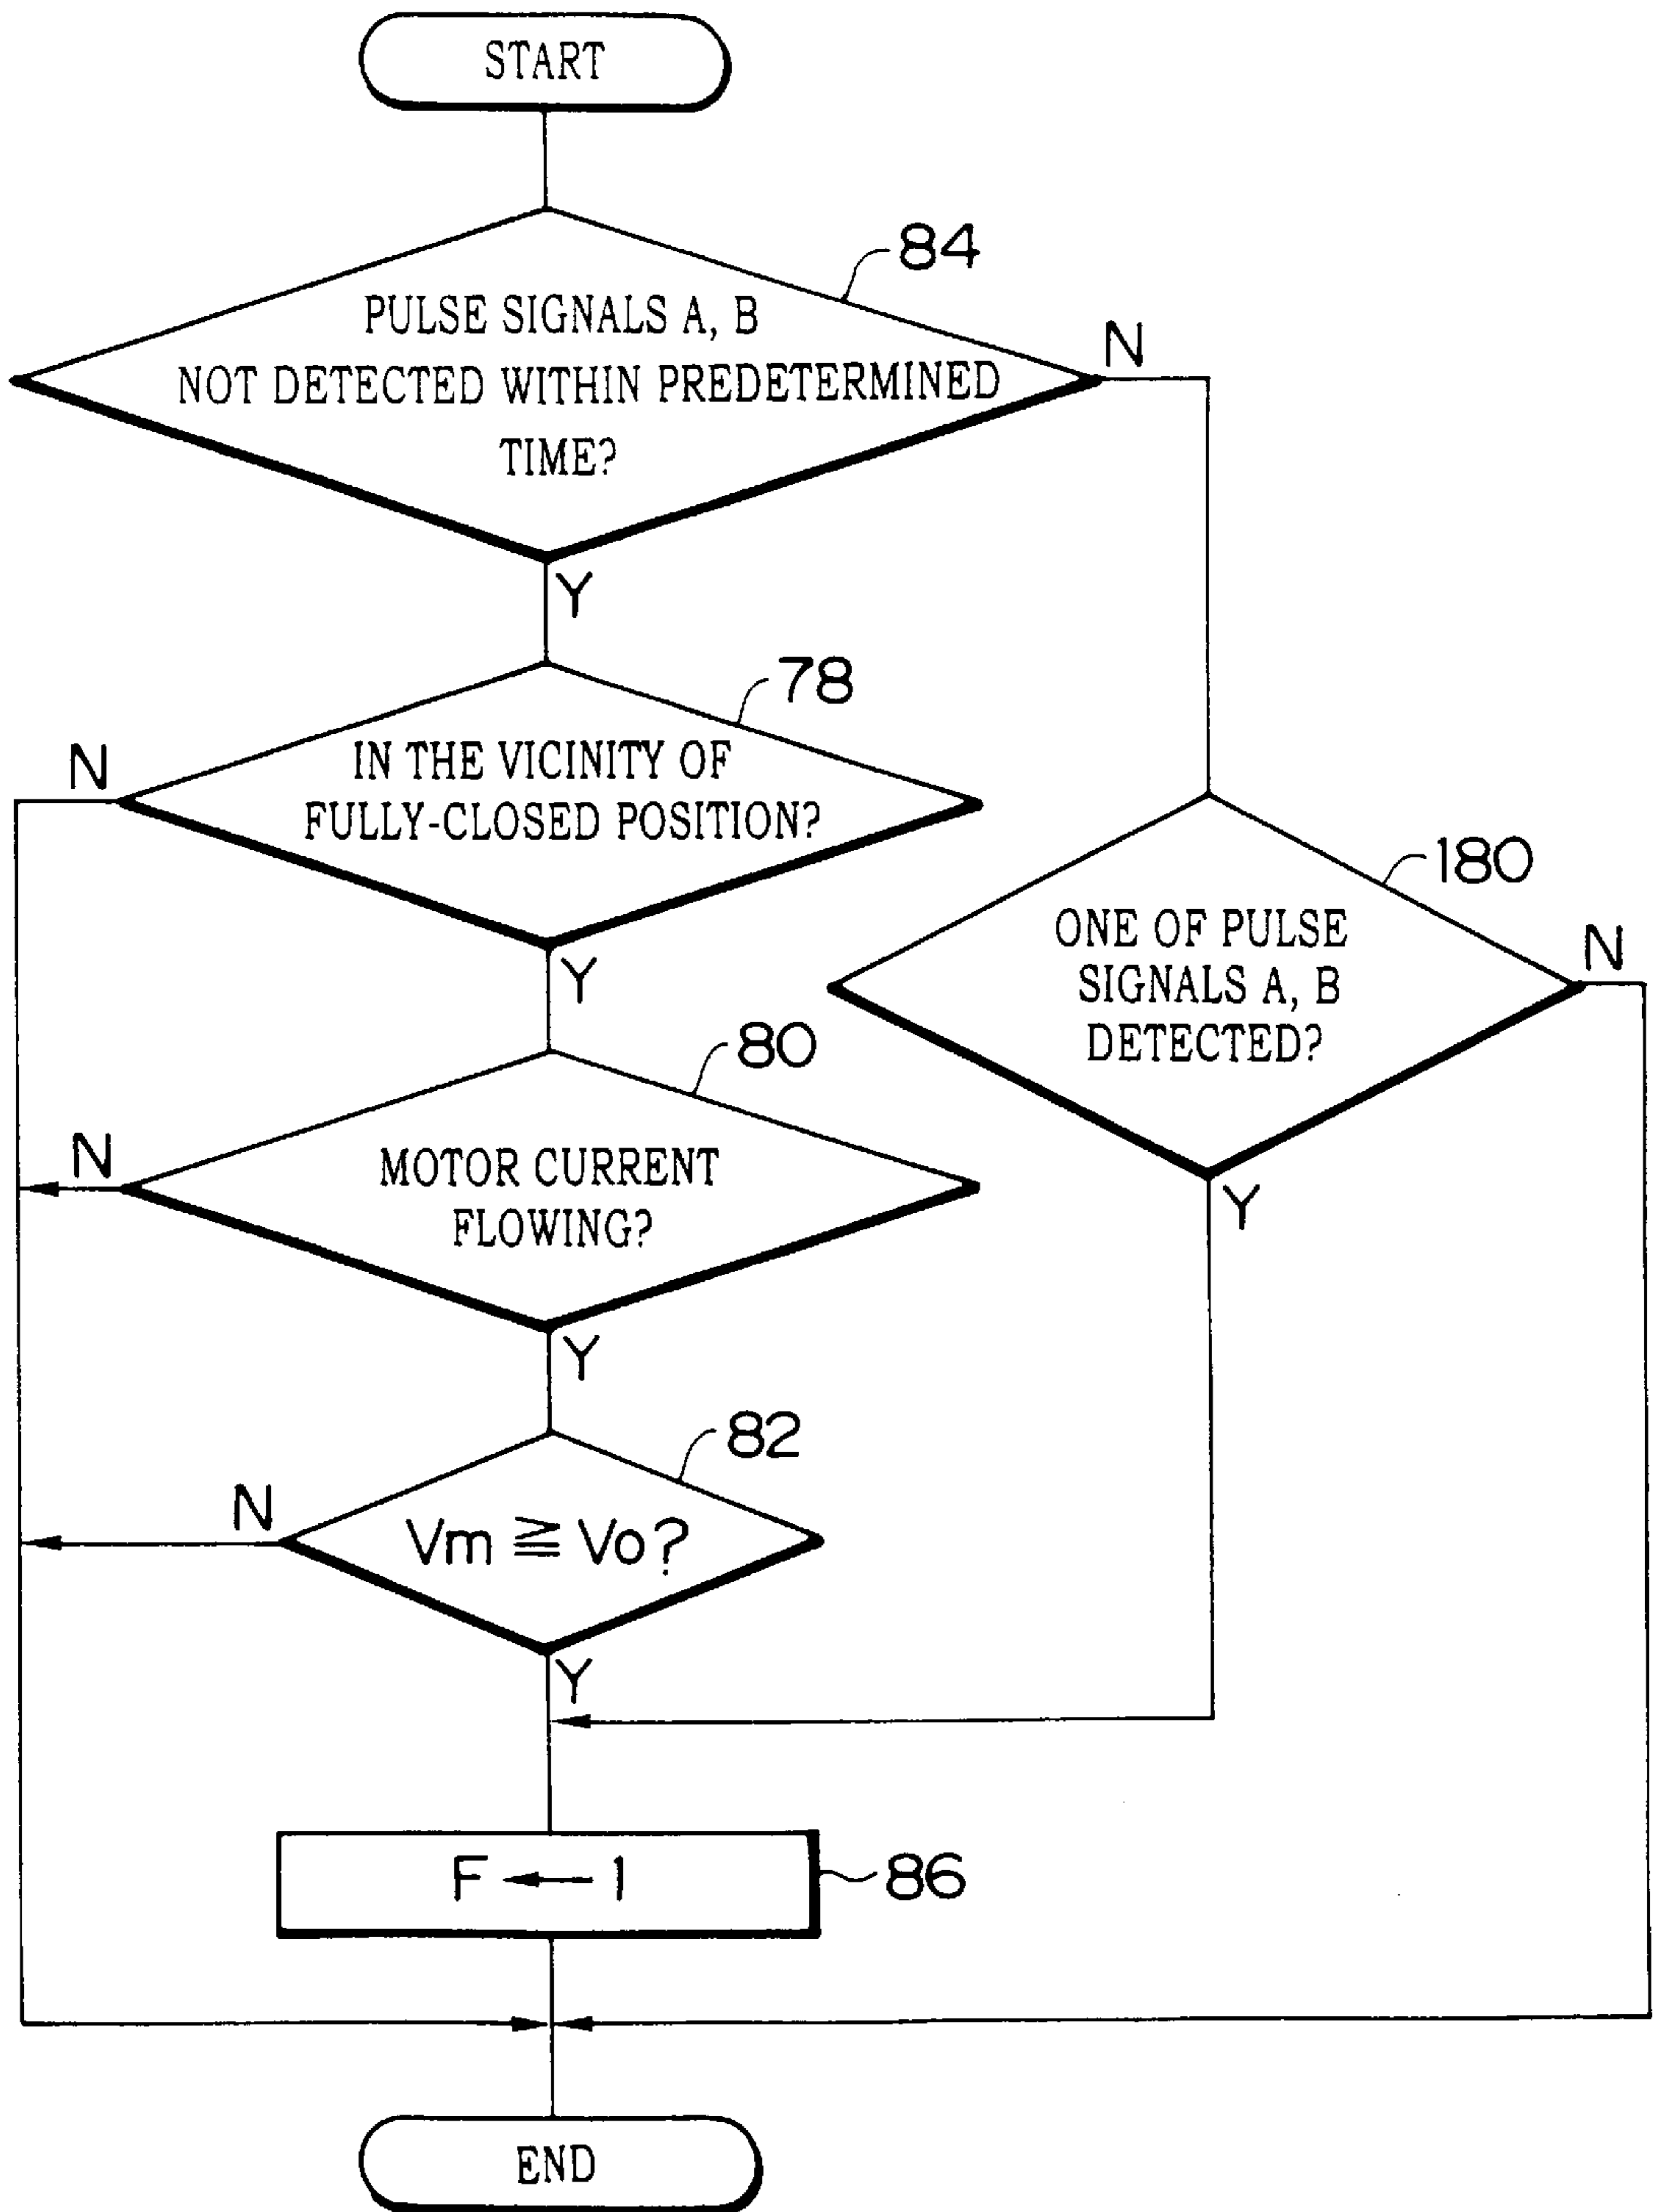 START
84
PULSE SIGNALS A, B
NOT DETECTED WITHIN PREDETERMINED
TIME?
N
Y
78
IN THE VICINITY OF
FULLY-CLOSED POSITION?
N
Y
180
ONE OF PULSE
SIGNALS A, B
DETECTED?
N
Y
80
MOTOR CURRENT
FLOWING?
N
Y
82
Vm ≧ Vo?
N
Y
F ← 1
86
END